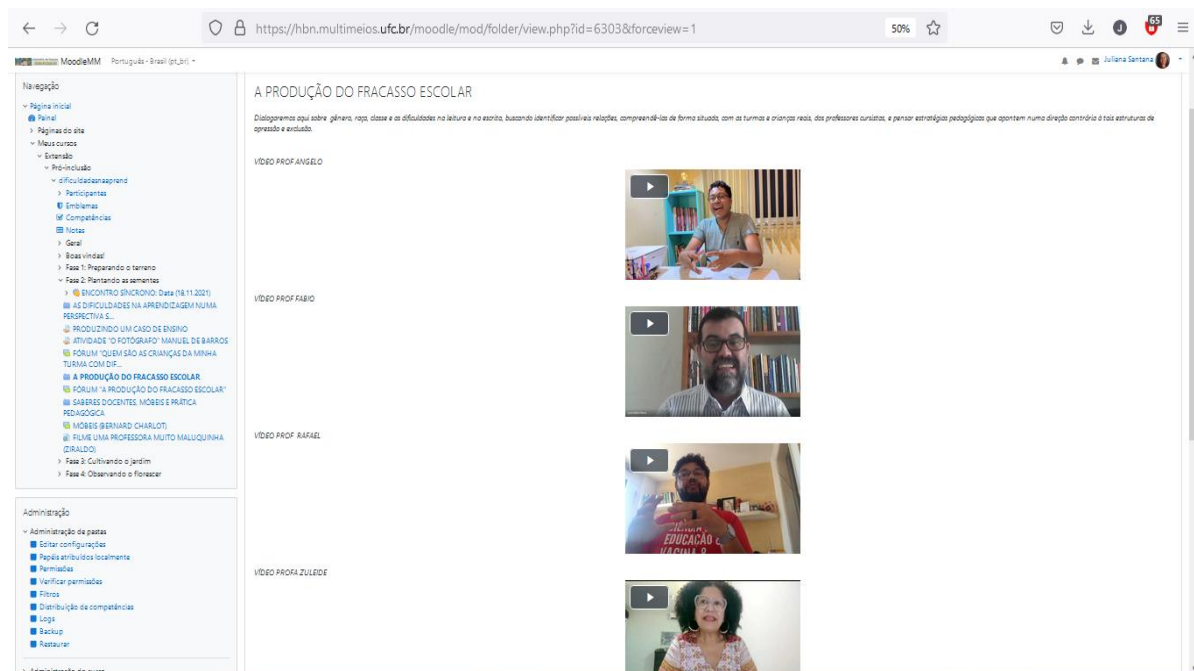 https://hbn.multimeios.ufc.br/moodle/mod/folder/view.php?id=6303&forceview=1
50%
65
MoodleMM Português - Brasil (pt_br)
Juliana Santana
Navegação
Página inicial
Painel
Páginas do site
Meus cursos
Extensão
Pró-inclusão
dificuldadesnaaprend
Participantes
Emblemas
Competências
Notas
Geral
Boas vindas!
Fase 1: Preparando o terreno
Fase 2: Plantando as sementes
ENCONTRO SÍNCRONO: Data (18.11.2021)
AS DIFICULDADES NA APRENDIZAGEM NUMA
PERSPECTIVA S...
PRODUZINDO UM CASO DE ENSINO
ATIVIDADE "O FOTÓGRAFO" MANUEL DE BARROS
FÓRUM "QUEM SÃO AS CRIANÇAS DA MINHA
TURMA COM DIF...
A PRODUÇÃO DO FRACASSO ESCOLAR
FÓRUM "A PRODUÇÃO DO FRACASSO ESCOLAR"
SABERES DOCENTES, MÓBEIS E PRÁTICA
PEDAGÓGICA
MÓBEIS (BERNARD CHARLOT)
FILME UMA PROFESSORA MUITO MALUQUINHA
(ZIRALDO)
Fase 3: Cultivando o jardim
Fase 4: Observando o florescer
Administração
Administração de pastas
Editar configurações
Papéis atribuídos localmente
Permissões
Verificar permissões
Filtros
Distribuição de competências
Logs
Backup
Restaurar
A PRODUÇÃO DO FRACASSO ESCOLAR
Dialogaremos aqui sobre gênero, raça, classe e as dificuldades na leitura e na escrita, buscando identificar possíveis relações, compreendê-las de forma situada, com as turmas e crianças reais, dos professores cursistas, e pensar estratégias pedagógicas que apontem numa direção contrária à tais estruturas de
opressão e exclusão.
VÍDEO PROF ANGELO
VÍDEO PROF FABIO
VÍDEO PROF RAFAEL
EDUCAÇÃO
VÍDEO PROFA ZULEIDE